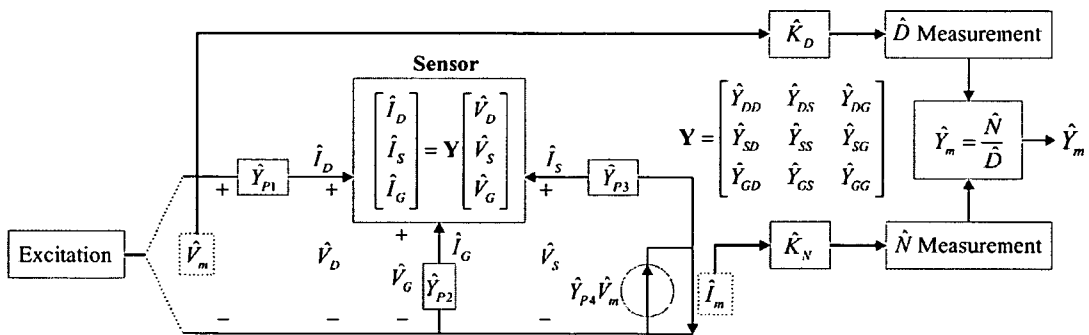 K̂_D
D̂ Measurement
Sensor
[Î_D Î_S Î_G] = Y [V̂_D V̂_S V̂_G]
Y = [Ŷ_DD Ŷ_DS Ŷ_DG
Ŷ_SD Ŷ_SS Ŷ_SG
Ŷ_GD Ŷ_GS Ŷ_GG]
Ŷ_m = N̂ / D̂
Ŷ_m
Ŷ_P1
Î_D
Î_S
Ŷ_P3
+ + + +
Excitation
V̂_m
V̂_D
+
Î_G
V̂_G
Ŷ_P2
V̂_S
Ŷ_P4 V̂_m
Î_m
K̂_N
N̂ Measurement
− − − −